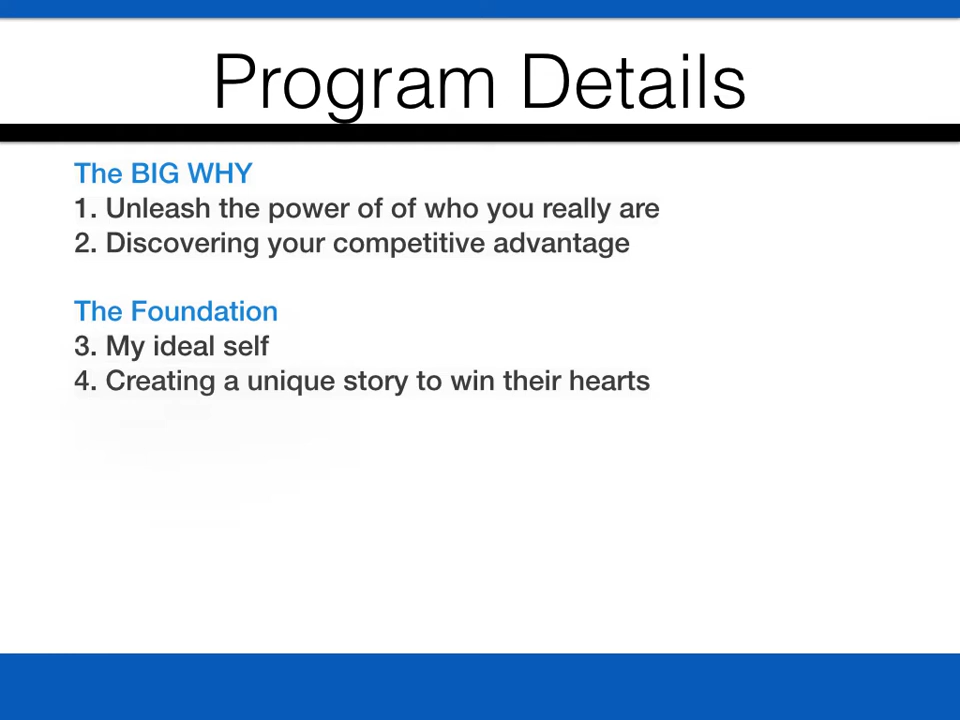 Program Details
The BIG WHY
1. Unleash the power of of who you really are
2. Discovering your competitive advantage
The Foundation
3. My ideal self
4. Creating a unique story to win their hearts